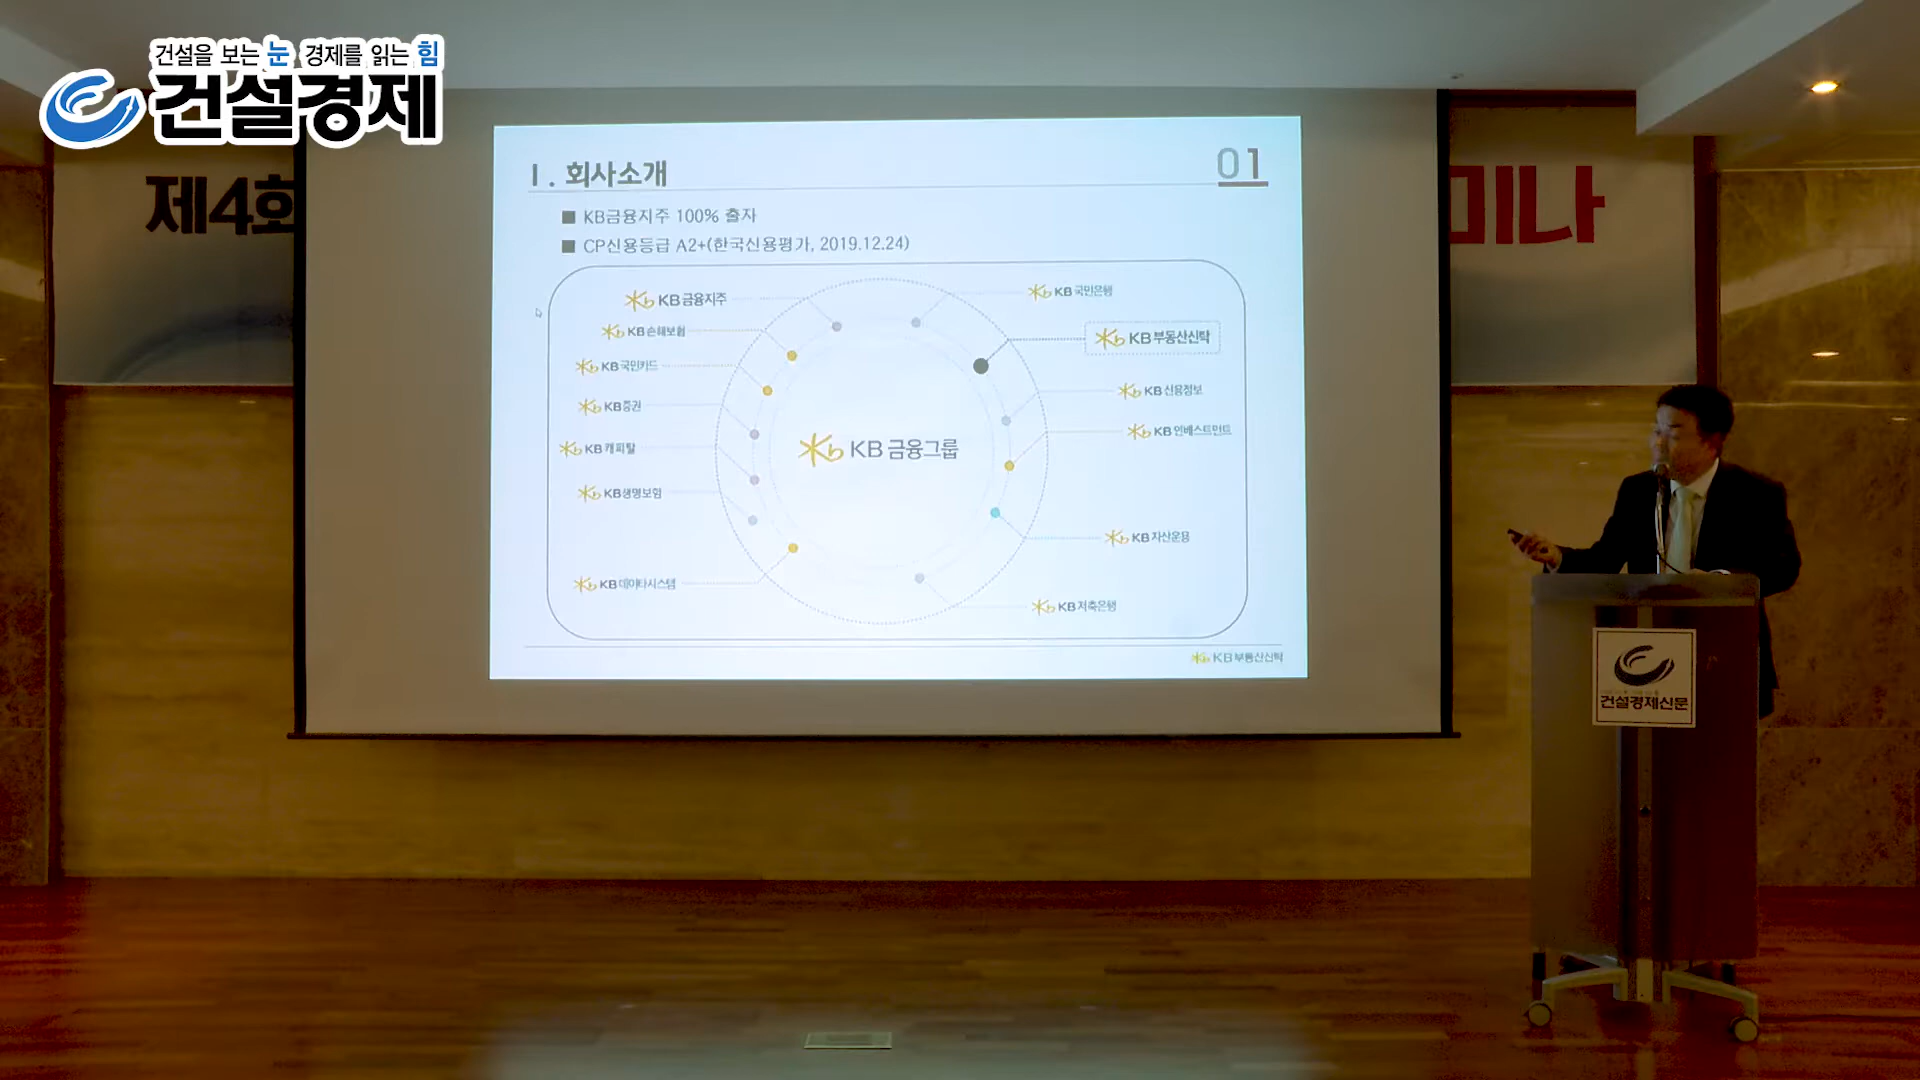 건설을 보는 눈 경제를 읽는 힘
건설경제
제4회
미나
Ⅰ. 회사소개
01
■ KB금융지주 100% 출자
■ CP신용등급 A2+(한국신용평가, 2019.12.24)
KB금융지주
KB손해보험
KB국민카드
KB증권
KB캐피탈
KB생명보험
KB데이타시스템
KB금융그룹
KB국민은행
KB부동산신탁
KB신용정보
KB인베스트먼트
KB자산운용
KB저축은행
KB부동산신탁
건설경제신문